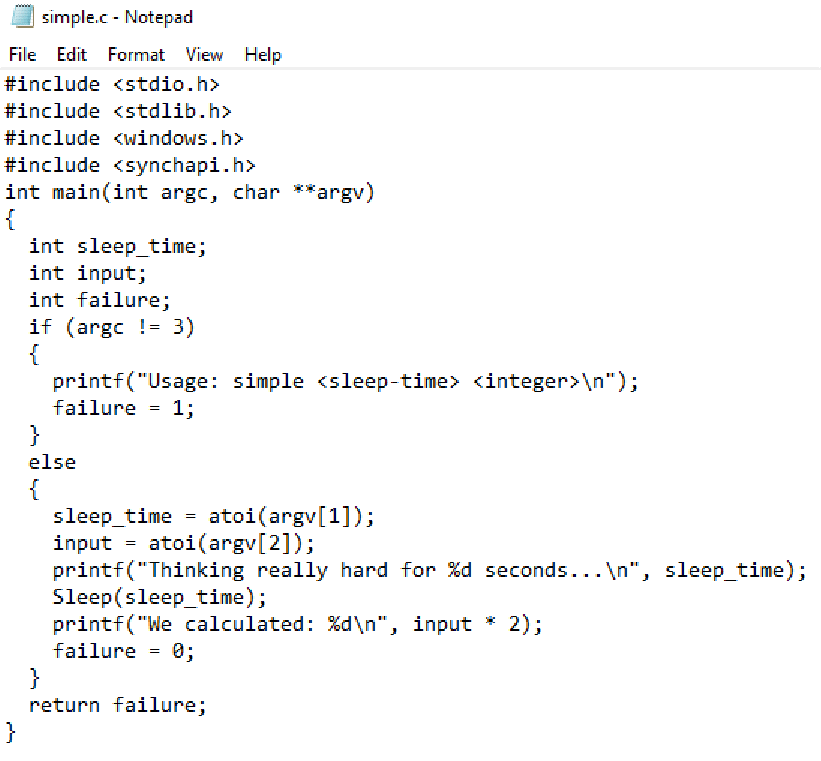 simple.c - Notepad
File Edit Format View Help
#include <stdio.h>
#include <stdlib.h>
#include <windows.h>
#include <synchapi.h>
int main(int argc, char **argv)
{
  int sleep_time;
  int input;
  int failure;
  if (argc != 3)
  {
    printf("Usage: simple <sleep-time> <integer>\n");
    failure = 1;
  }
  else
  {
    sleep_time = atoi(argv[1]);
    input = atoi(argv[2]);
    printf("Thinking really hard for %d seconds...\n", sleep_time);
    Sleep(sleep_time);
    printf("We calculated: %d\n", input * 2);
    failure = 0;
  }
  return failure;
}